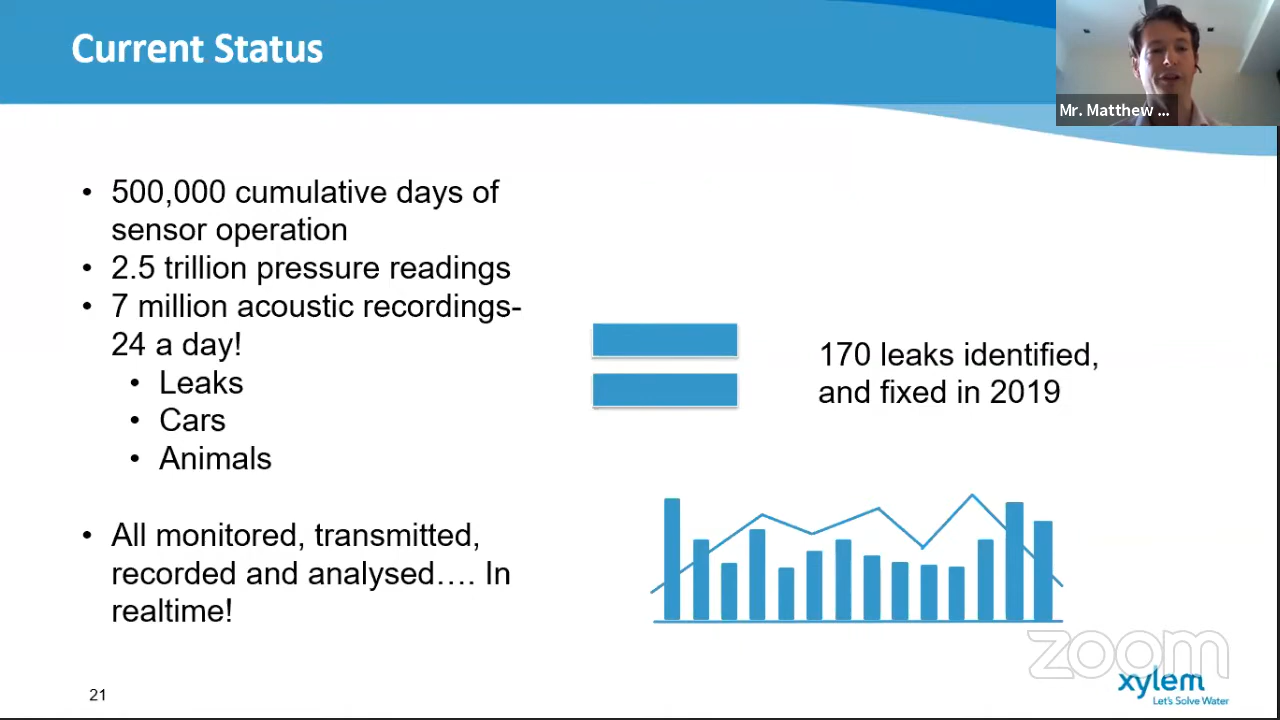 Current Status
Mr. Matthew ...
• 500,000 cumulative days of
sensor operation
• 2.5 trillion pressure readings
• 7 million acoustic recordings-
24 a day!
• Leaks
• Cars
• Animals
• All monitored, transmitted,
recorded and analysed…. In
realtime!
170 leaks identified,
and fixed in 2019
zoom
xylem
Let's Solve Water
21